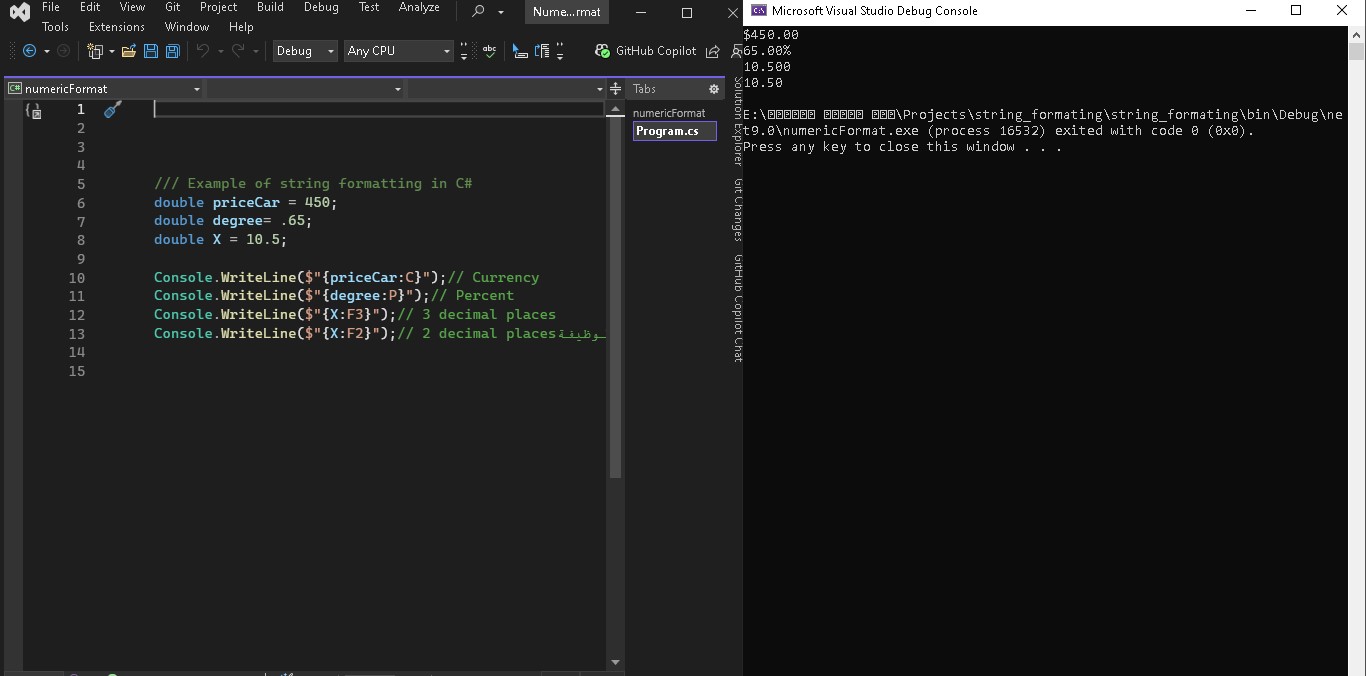 File Edit View Git Project Build Debug Test Analyze Nume...rmat
Tools Extensions Window Help
Debug Any CPU abc GitHub Copilot
C# numericFormat
Tabs
numericFormat
Program.cs
Solution Explorer
Git Changes
GitHub Copilot Chat
1
2
3
4
5 /// Example of string formatting in C#
6 double priceCar = 450;
7 double degree= .65;
8 double X = 10.5;
9
10 Console.WriteLine($"{priceCar:C}");// Currency
11 Console.WriteLine($"{degree:P}");// Percent
12 Console.WriteLine($"{X:F3}");// 3 decimal places
13 Console.WriteLine($"{X:F2}");// 2 decimal places وظيفة
14
15
Microsoft Visual Studio Debug Console
$450.00
65.00%
10.500
10.50
E:\ \Projects\string_formating\string_formating\bin\Debug\ne
t9.0\numericFormat.exe (process 16532) exited with code 0 (0x0).
Press any key to close this window . . .